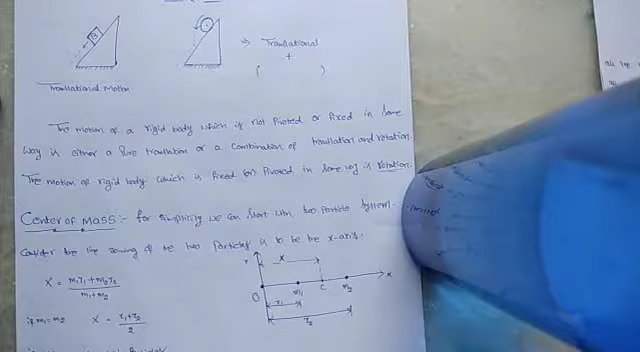 B
⇒ Translational
+
( )
Translational Motion
The motion of a rigid body which is not Pivoted or fixed in some
way is either a Pure translation or a combination of translation and rotation.
The motion of rigid body which is fixed or Pivoted in some way is rotation.
Center of Mass:- for simplicity we can start with two particle system.
Consider the line joining of the two particles is to be the x-axis.
X = m₁x₁+m₂x₂ / m₁+m₂
if m₁=m₂ X = x₁+x₂ / 2
Y X
O m₁ C m₂ X
x₁
x₂